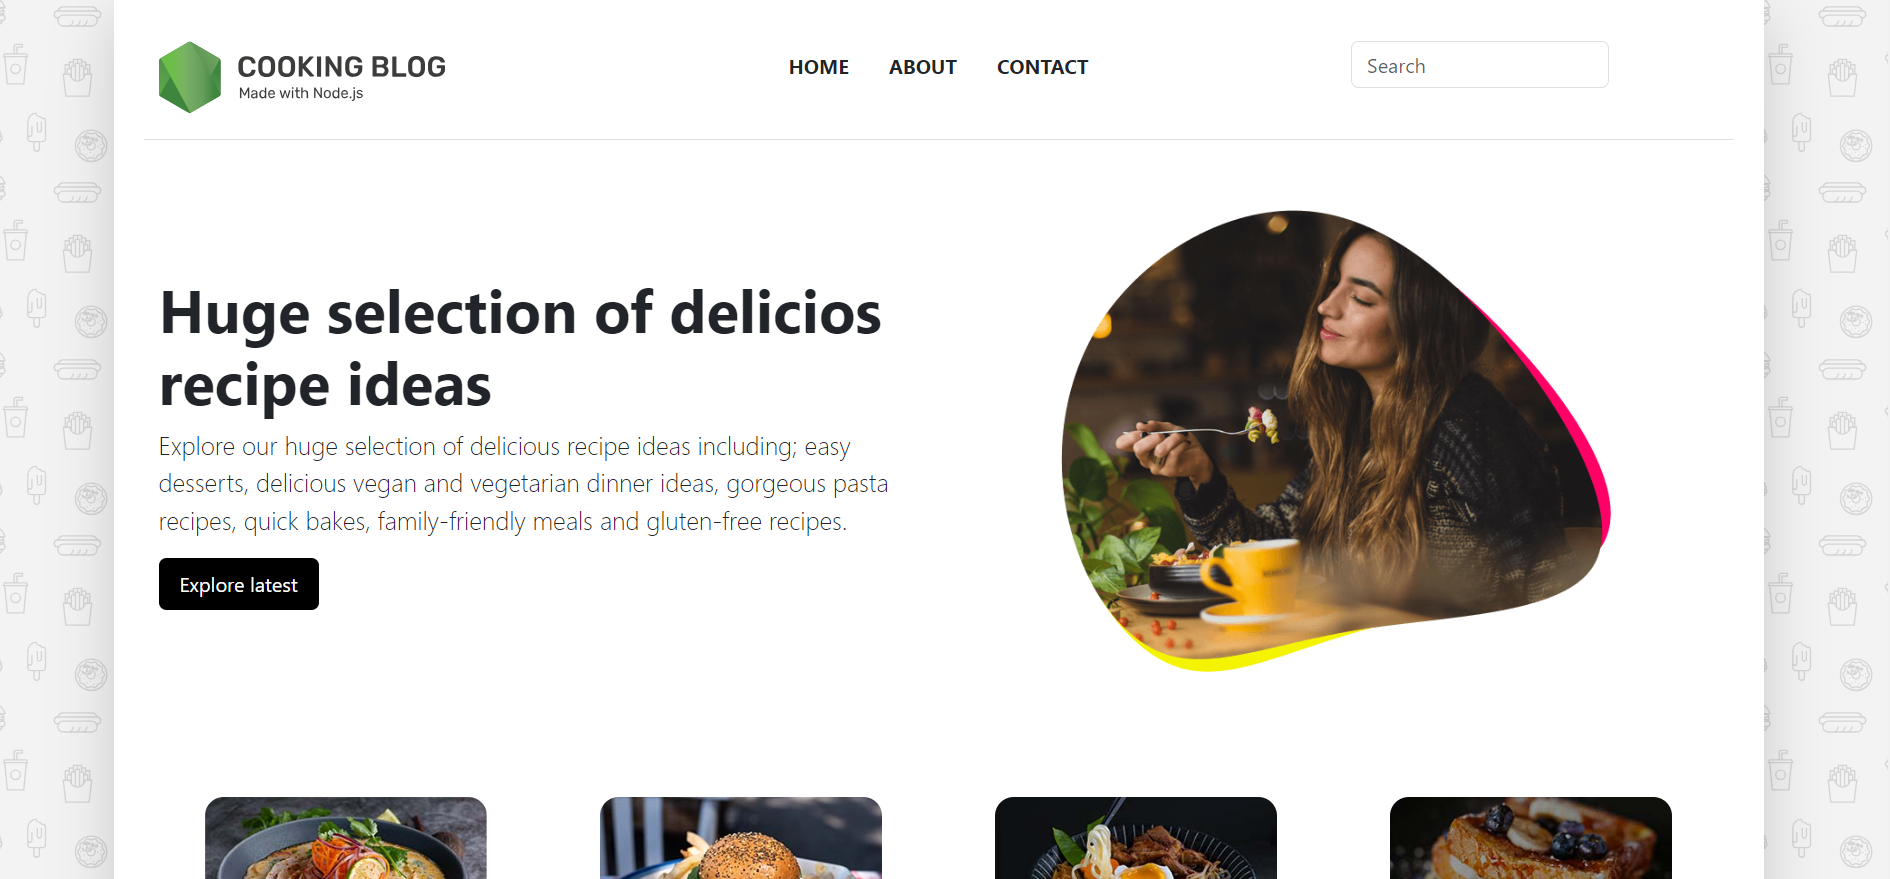 COOKING BLOG
Made with Node.js
HOME
ABOUT
CONTACT
Search
Huge selection of delicios
recipe ideas
Explore our huge selection of delicious recipe ideas including; easy
desserts, delicious vegan and vegetarian dinner ideas, gorgeous pasta
recipes, quick bakes, family-friendly meals and gluten-free recipes.
Explore latest